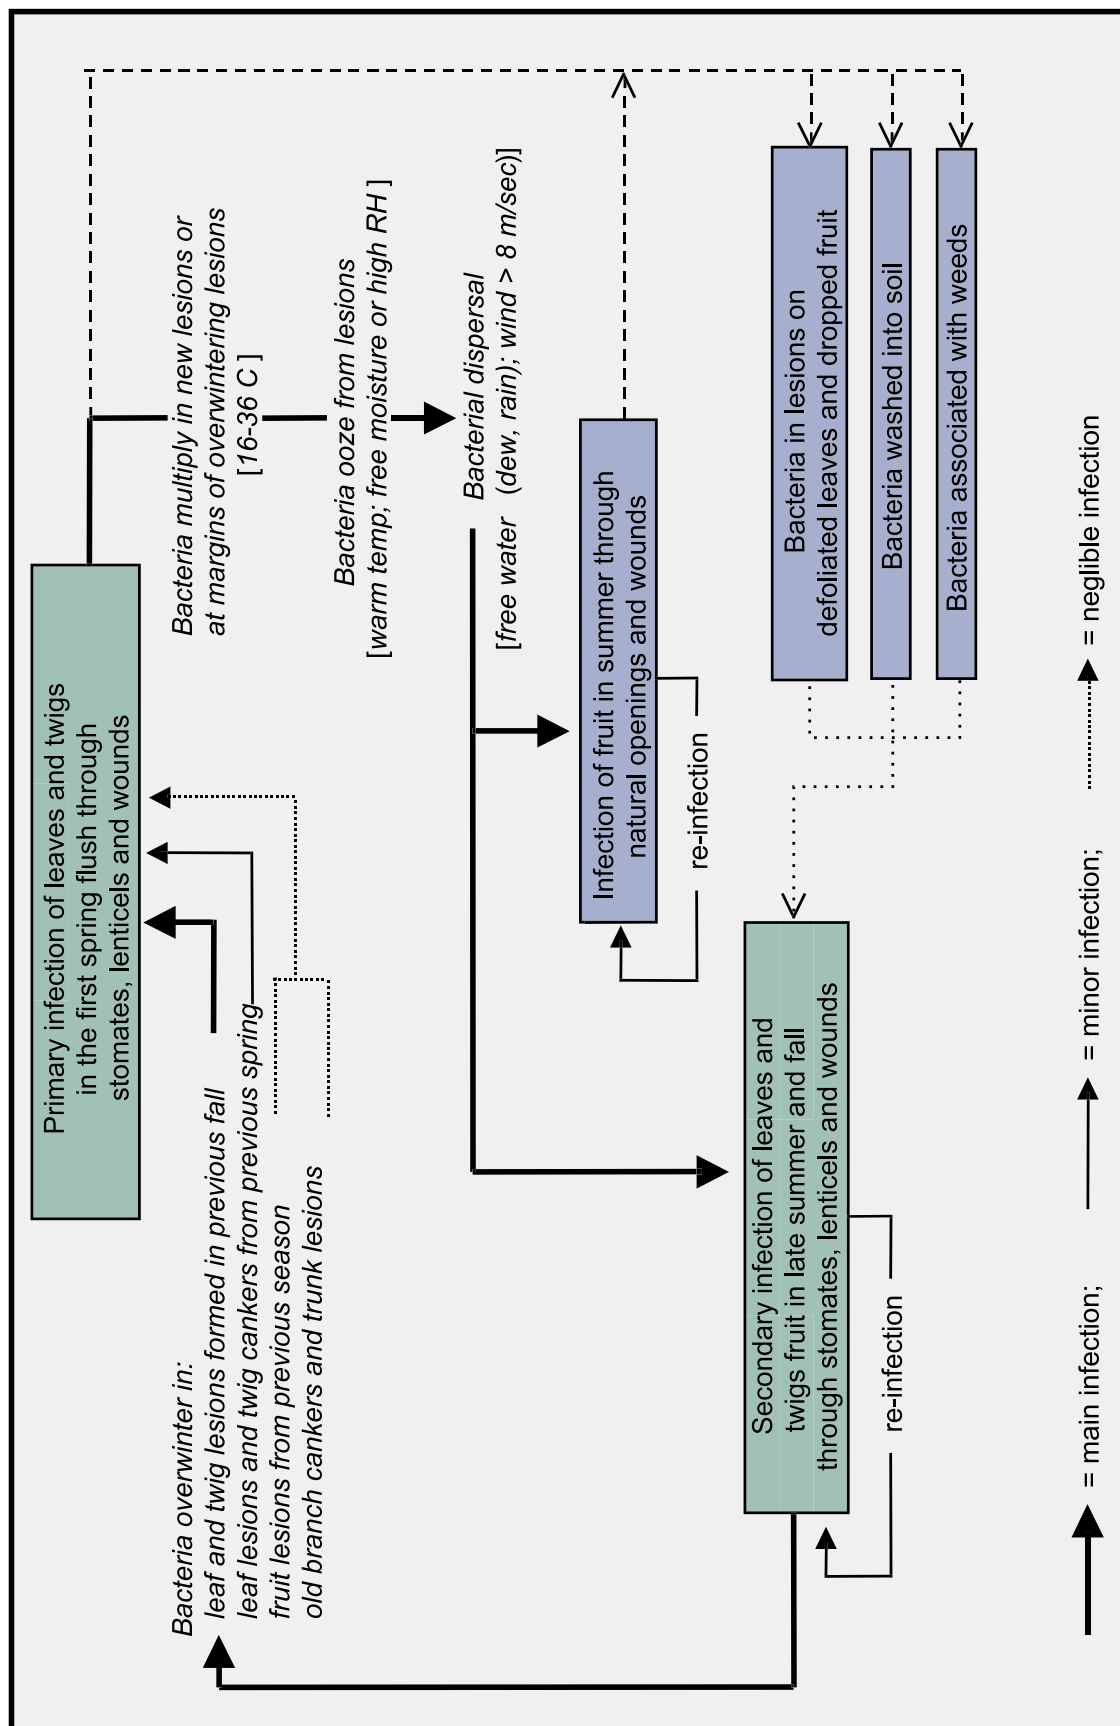 Primary infection of leaves and twigs
in the first spring flush through
stomates, lenticels and wounds
Bacteria overwinter in:
leaf and twig lesions formed in previous fall
leaf lesions and twig cankers from previous spring
fruit lesions from previous season
old branch cankers and trunk lesions
Bacteria multiply in new lesions or
at margins of overwintering lesions
[16-36 C ]
Bacteria ooze from lesions
[warm temp; free moisture or high RH ]
Bacterial dispersal
[free water (dew, rain); wind > 8 m/sec)]
Infection of fruit in summer through
natural openings and wounds
re-infection
Secondary infection of leaves and
twigs fruit in late summer and fall
through stomates, lenticels and wounds
re-infection
Bacteria in lesions on
defoliated leaves and dropped fruit
Bacteria washed into soil
Bacteria associated with weeds
= main infection;
= minor infection;
= neglible infection